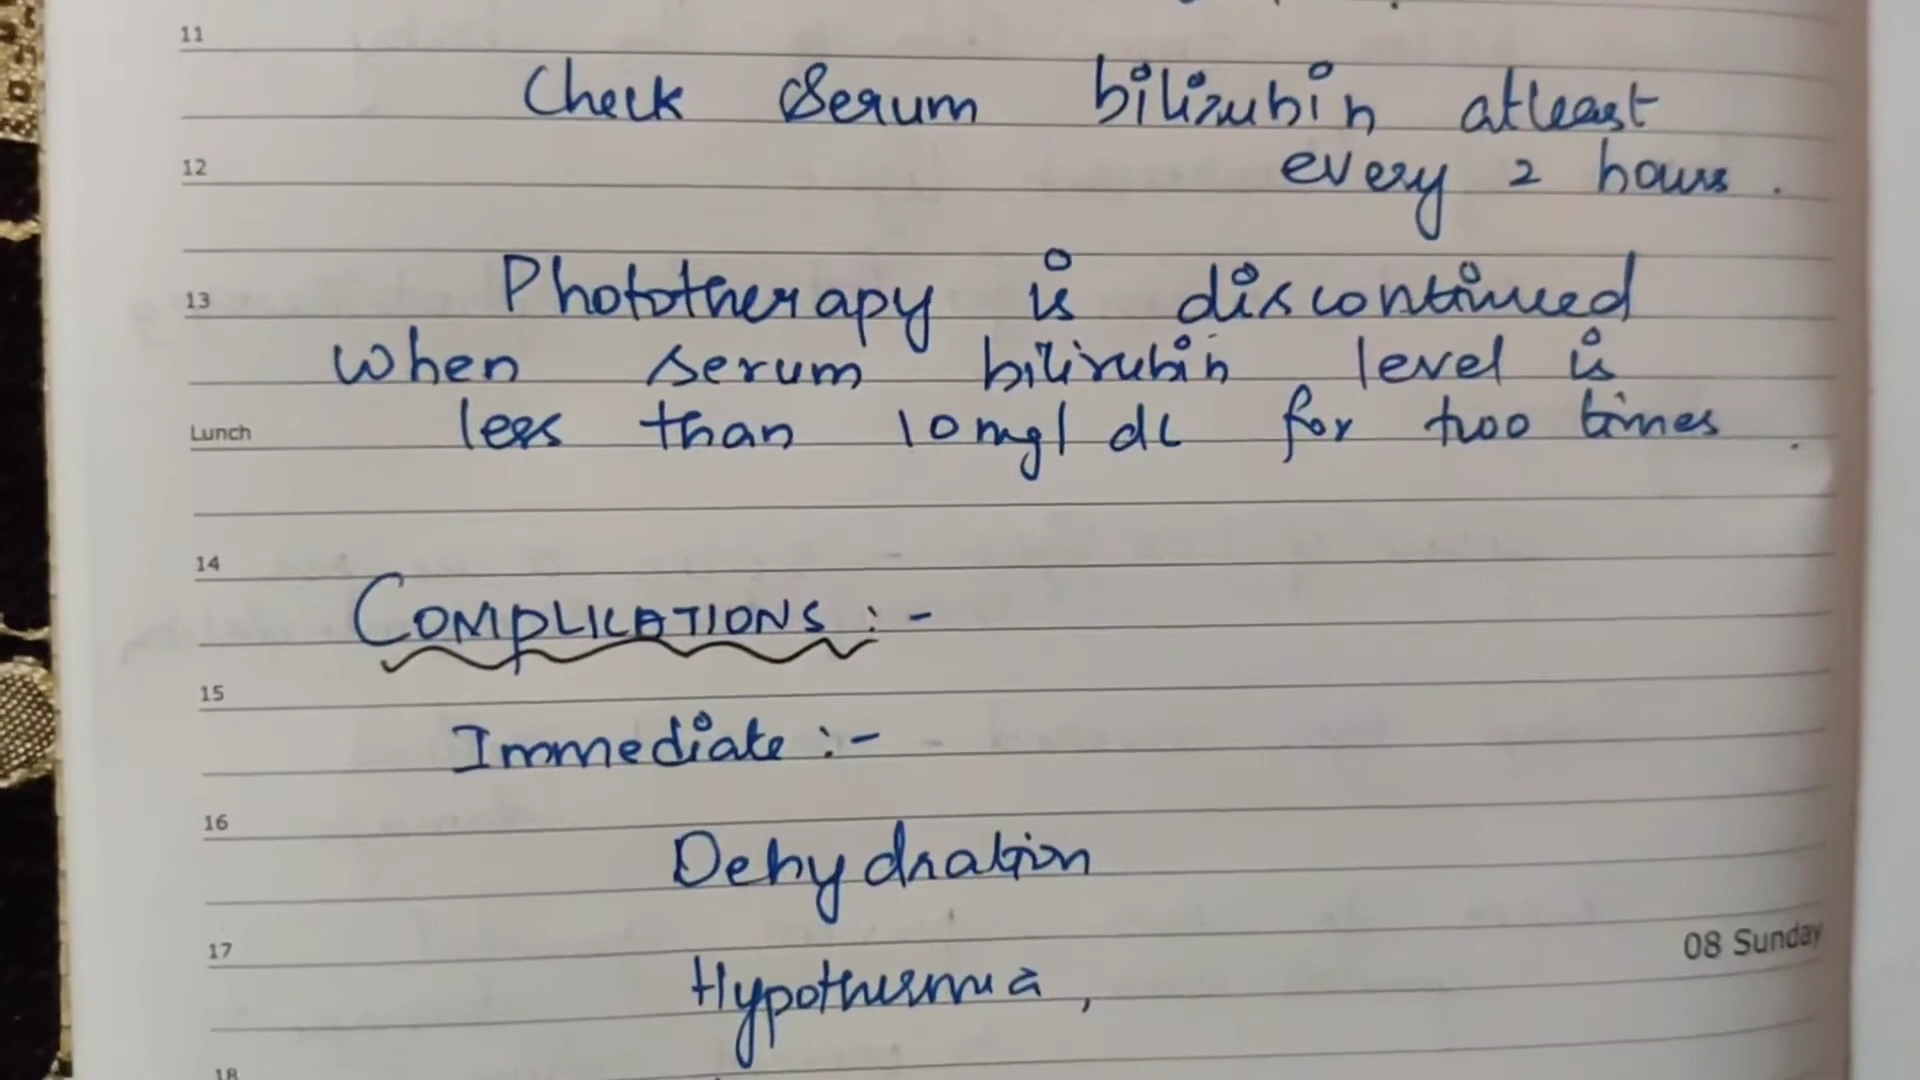 11
Check Serum bilirubin atleast
12
every 2 hours.
Phototherapy is discontinued
13
when serum bilirubin level is
Lunch
less than 10mg/dL for two times.
14
COMPLICATIONS :-
15
Immediate :-
16
Dehydration
08 Sunday
17
Hypothermia,
18